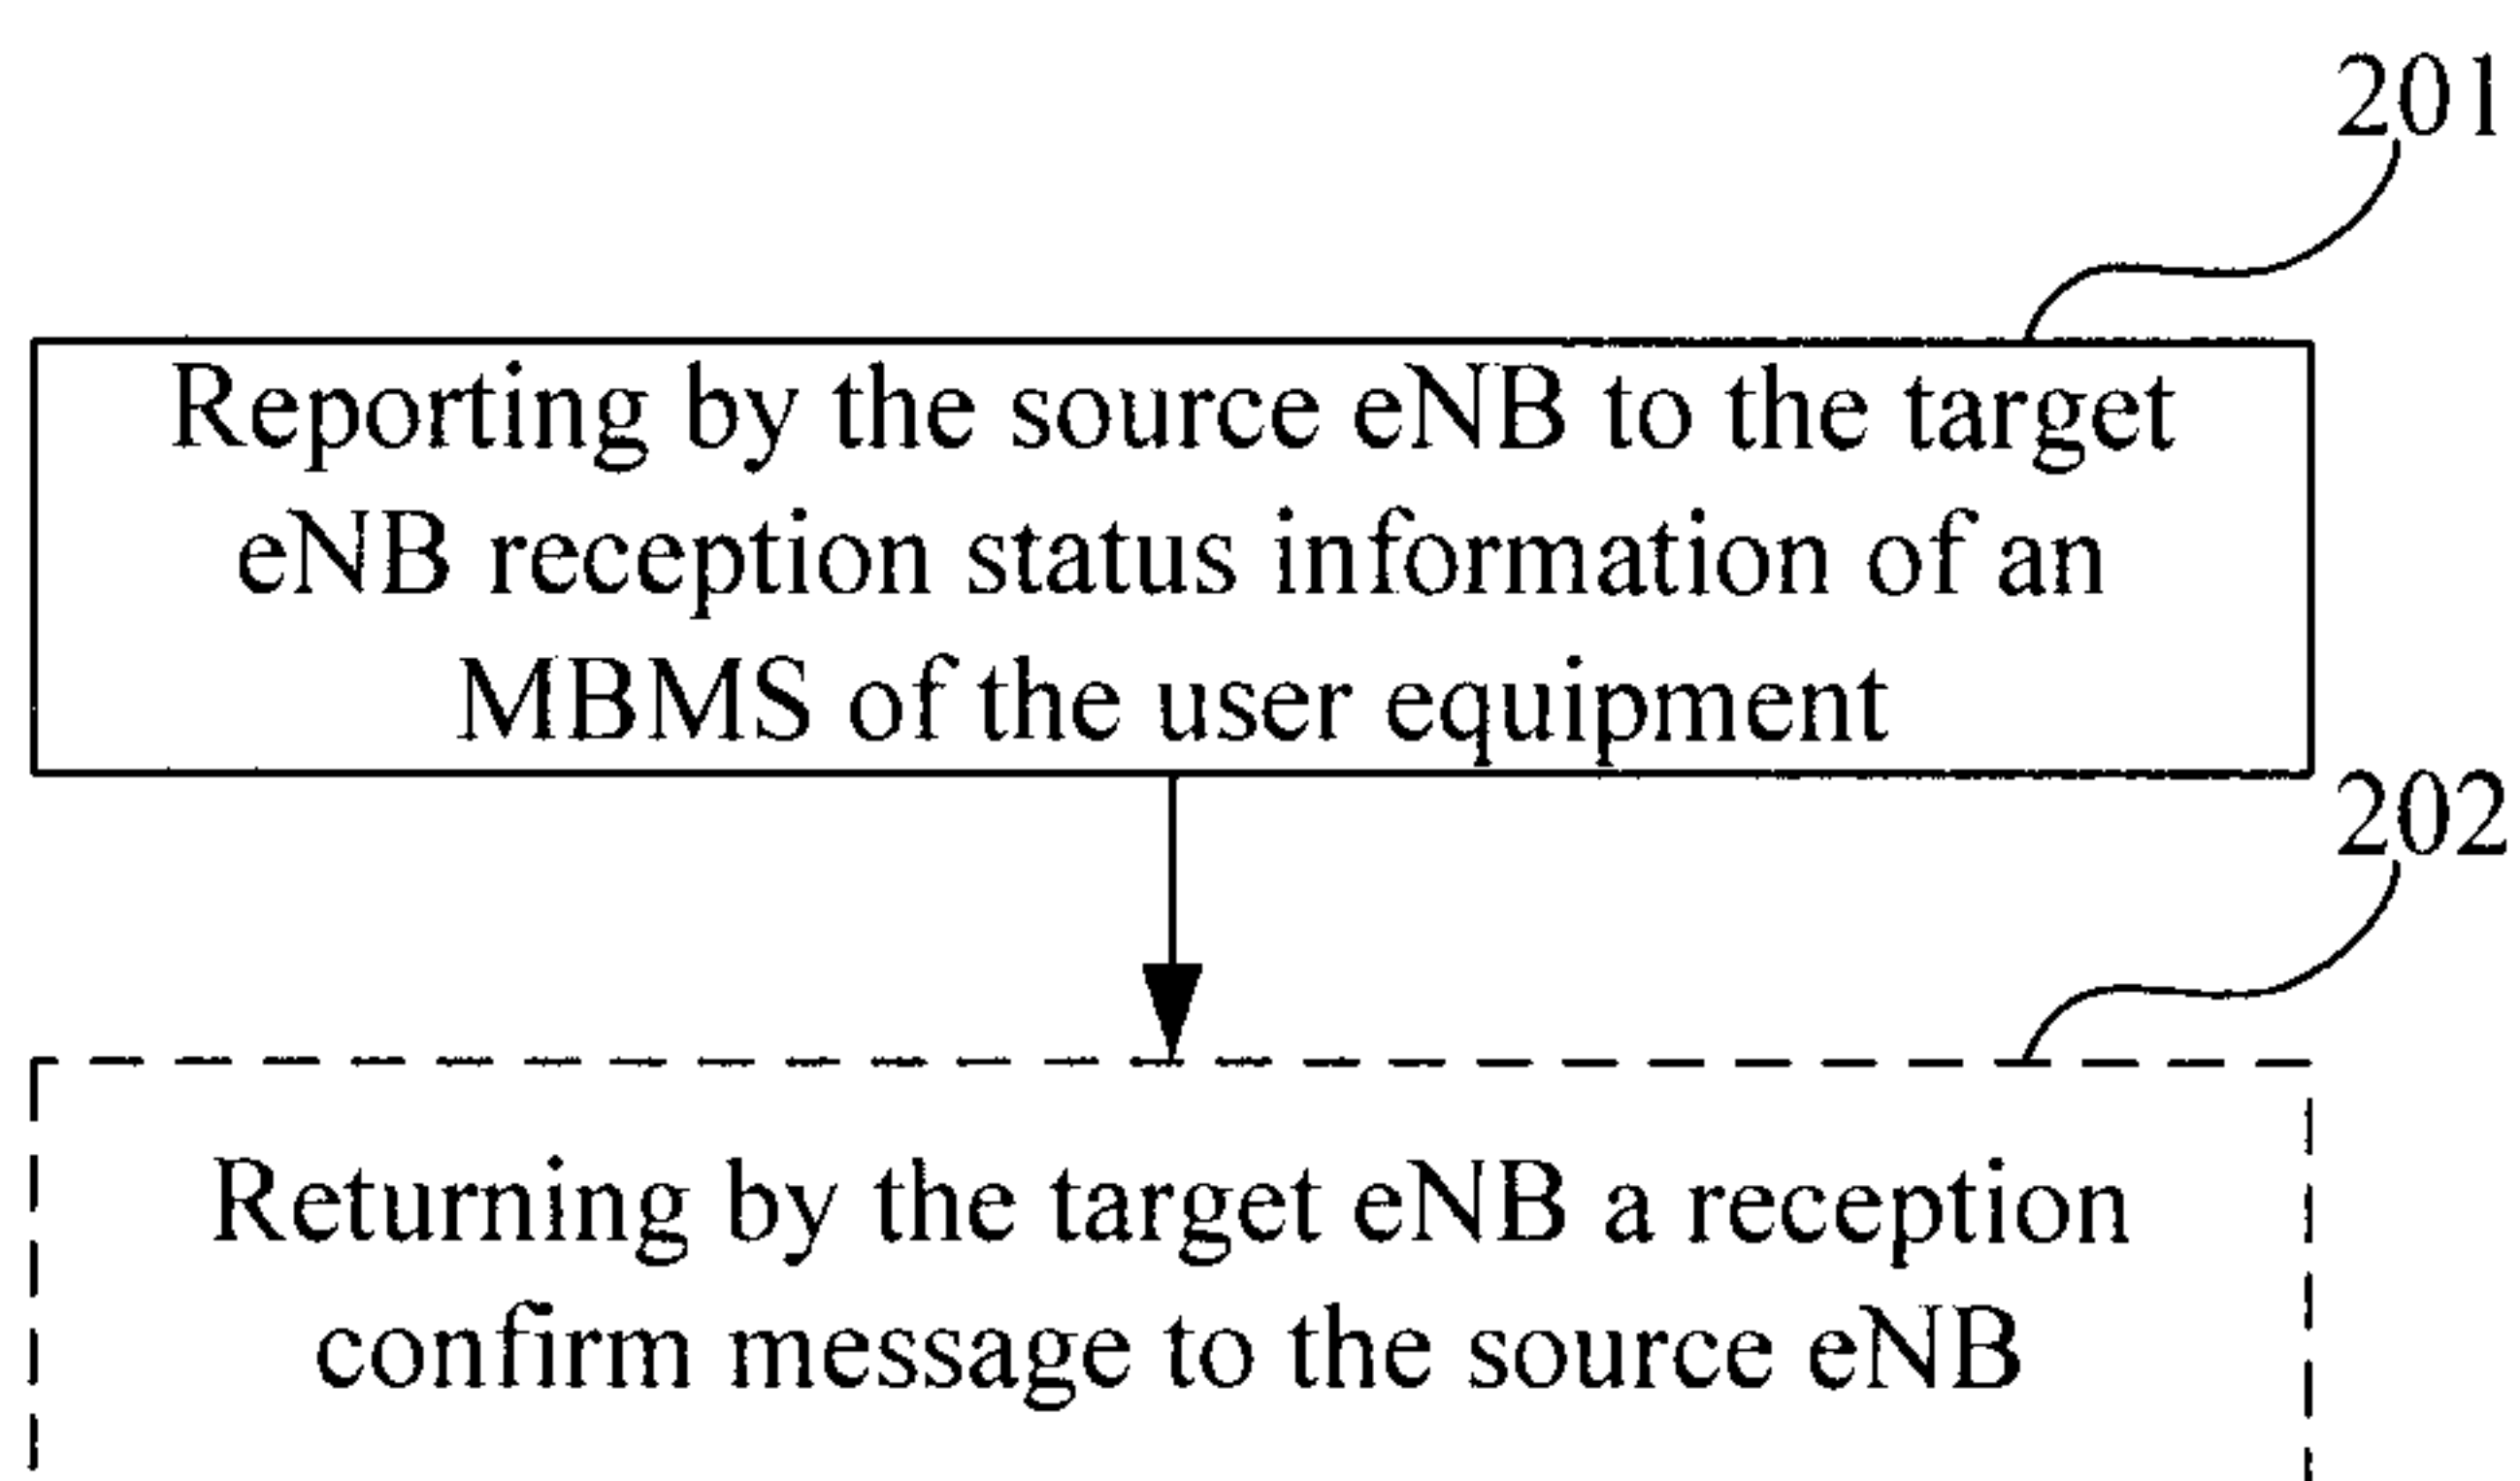 201
Reporting by the source eNB to the target
eNB reception status information of an
MBMS of the user equipment
202
Returning by the target eNB a reception
confirm message to the source eNB